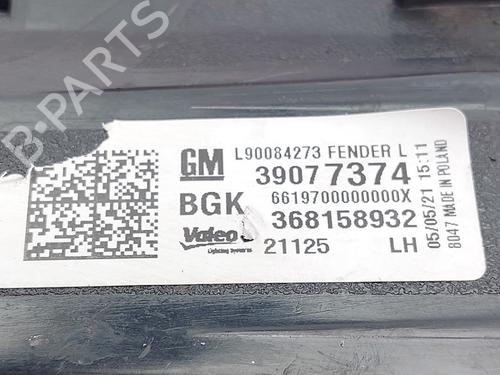 GM L90084273 FENDER L
39077374
BGK 6619700000000X
368158932
Valeo Lighting Systems 21125 LH
05/05/21 15:11
8047 MADE IN POLAND
B-PARTS